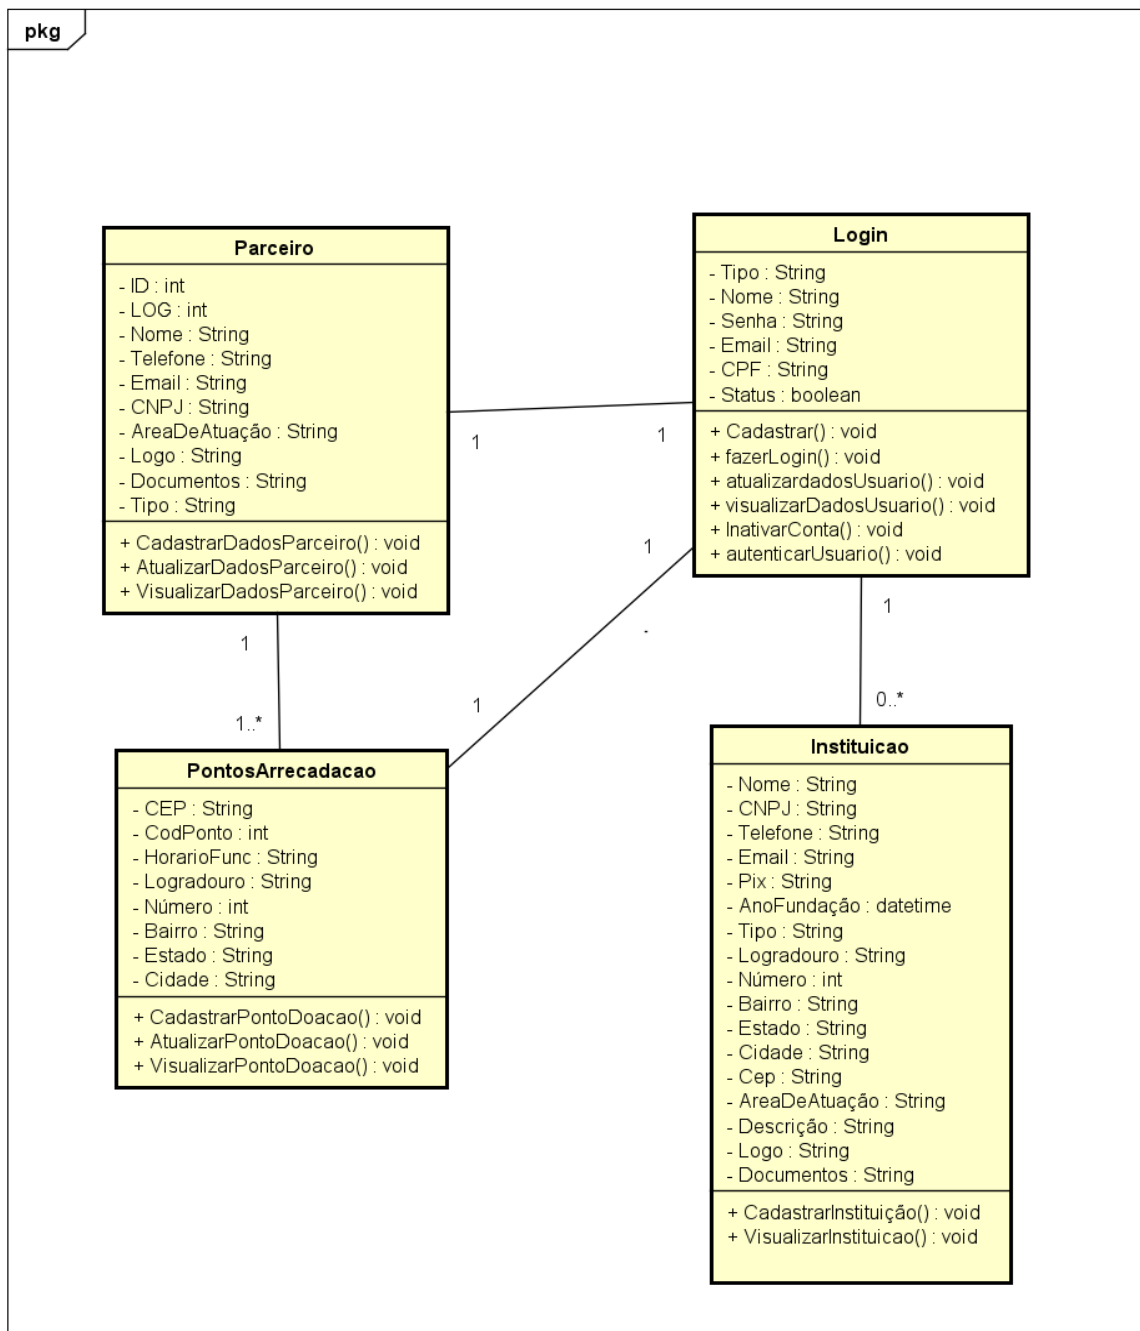 pkg
Parceiro
- ID : int
- LOG : int
- Nome : String
- Telefone : String
- Email : String
- CNPJ : String
- AreaDeAtuação : String
- Logo : String
- Documentos : String
- Tipo : String
+ CadastrarDadosParceiro() : void
+ AtualizarDadosParceiro() : void
+ VisualizarDadosParceiro() : void
Login
- Tipo : String
- Nome : String
- Senha : String
- Email : String
- CPF : String
- Status : boolean
+ Cadastrar() : void
+ fazerLogin() : void
+ atualizardadosUsuario() : void
+ visualizarDadosUsuario() : void
+ InativarConta() : void
+ autenticarUsuario() : void
1
1
1
1
1
1
1..*
0..*
PontosArrecadacao
- CEP : String
- CodPonto : int
- HorarioFunc : String
- Logradouro : String
- Número : int
- Bairro : String
- Estado : String
- Cidade : String
+ CadastrarPontoDoacao() : void
+ AtualizarPontoDoacao() : void
+ VisualizarPontoDoacao() : void
Instituicao
- Nome : String
- CNPJ : String
- Telefone : String
- Email : String
- Pix : String
- AnoFundação : datetime
- Tipo : String
- Logradouro : String
- Número : int
- Bairro : String
- Estado : String
- Cidade : String
- Cep : String
- AreaDeAtuação : String
- Descrição : String
- Logo : String
- Documentos : String
+ CadastrarInstituição() : void
+ VisualizarInstituicao() : void